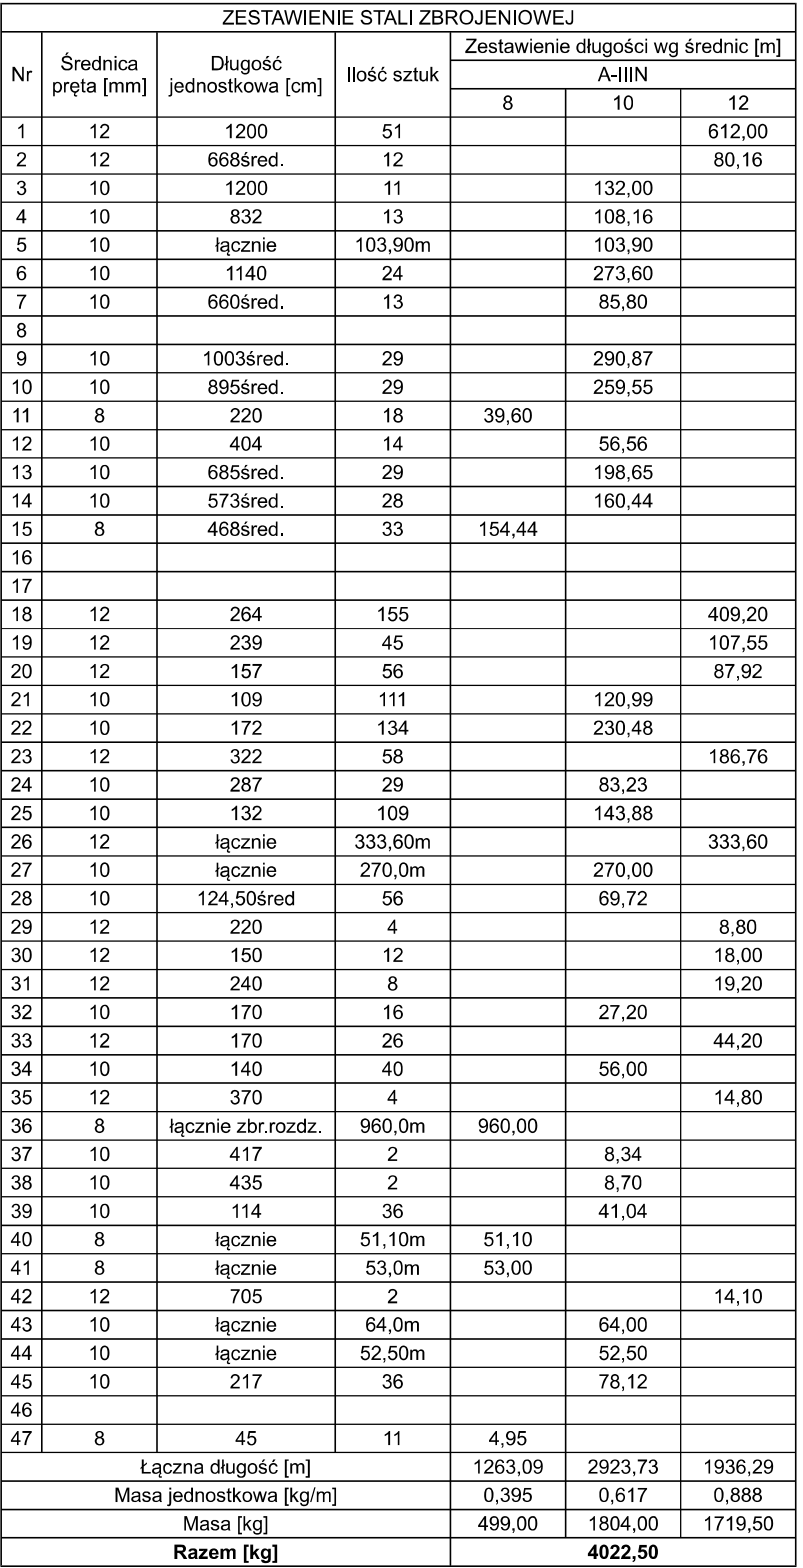 ZESTAWIENIE STALI ZBROJENIOWEJ
Nr Średnica pręta [mm] Długość jednostkowa [cm] Ilość sztuk Zestawienie długości wg średnic [m]
A-IIIN
8 10 12
1 12 1200 51 612,00
2 12 668śred. 12 80,16
3 10 1200 11 132,00
4 10 832 13 108,16
5 10 łącznie 103,90m 103,90
6 10 1140 24 273,60
7 10 660śred. 13 85,80
8
9 10 1003śred. 29 290,87
10 10 895śred. 29 259,55
11 8 220 18 39,60
12 10 404 14 56,56
13 10 685śred. 29 198,65
14 10 573śred. 28 160,44
15 8 468śred. 33 154,44
16
17
18 12 264 155 409,20
19 12 239 45 107,55
20 12 157 56 87,92
21 10 109 111 120,99
22 10 172 134 230,48
23 12 322 58 186,76
24 10 287 29 83,23
25 10 132 109 143,88
26 12 łącznie 333,60m 333,60
27 10 łącznie 270,0m 270,00
28 10 124,50śred 56 69,72
29 12 220 4 8,80
30 12 150 12 18,00
31 12 240 8 19,20
32 10 170 16 27,20
33 12 170 26 44,20
34 10 140 40 56,00
35 12 370 4 14,80
36 8 łącznie zbr.rozdz. 960,0m 960,00
37 10 417 2 8,34
38 10 435 2 8,70
39 10 114 36 41,04
40 8 łącznie 51,10m 51,10
41 8 łącznie 53,0m 53,00
42 12 705 2 14,10
43 10 łącznie 64,0m 64,00
44 10 łącznie 52,50m 52,50
45 10 217 36 78,12
46
47 8 45 11 4,95
Łączna długość [m] 1263,09 2923,73 1936,29
Masa jednostkowa [kg/m] 0,395 0,617 0,888
Masa [kg] 499,00 1804,00 1719,50
Razem [kg] 4022,50